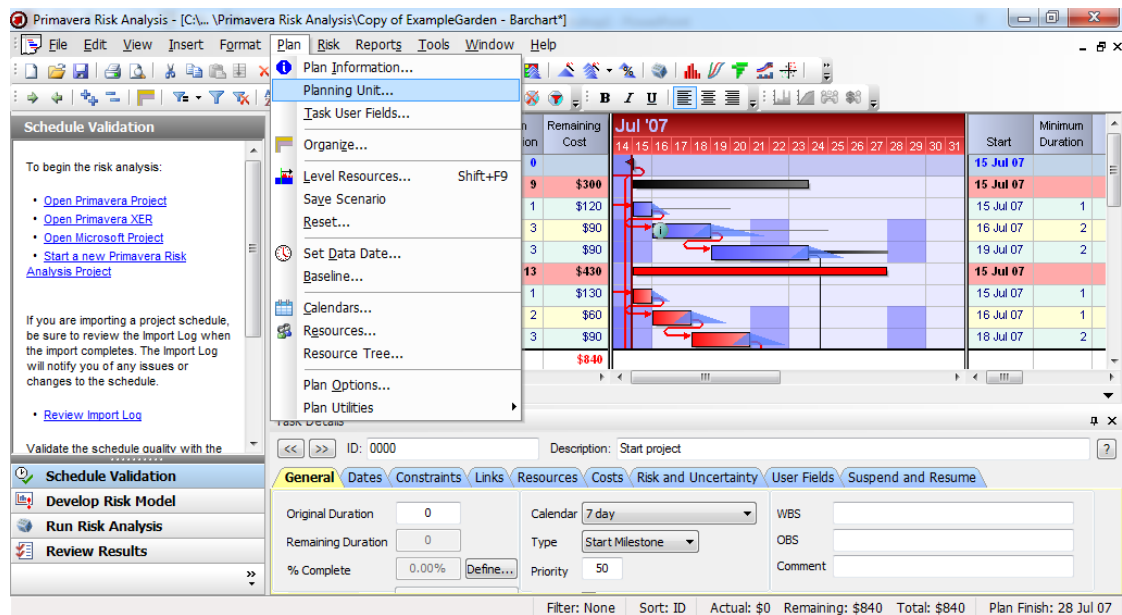 Primavera Risk Analysis - [C:\... \Primavera Risk Analysis\Copy of ExampleGarden - Barchart*]
File Edit View Insert Format Plan Risk Reports Tools Window Help
Plan Information...
Planning Unit...
Task User Fields...
Organize...
Level Resources... Shift+F9
Save Scenario
Reset...
Set Data Date...
Baseline...
Calendars...
Resources...
Resource Tree...
Plan Options...
Plan Utilities
B I U
Schedule Validation
To begin the risk analysis:
• Open Primavera Project
• Open Primavera XER
• Open Microsoft Project
• Start a new Primavera Risk
Analysis Project
If you are importing a project schedule,
be sure to review the Import Log when
the import completes. The Import Log
will notify you of any issues or
changes to the schedule.
• Review Import Log
Validate the schedule quality with the
Schedule Validation
Develop Risk Model
Run Risk Analysis
Review Results
Remaining Cost Jul '07 Start Minimum Duration
14 15 16 17 18 19 20 21 22 23 24 25 26 27 28 29 30 31
0 15 Jul 07
9 $300 15 Jul 07
1 $120 15 Jul 07 1
3 $90 16 Jul 07 2
3 $90 19 Jul 07 2
13 $430 15 Jul 07
1 $130 15 Jul 07 1
2 $60 16 Jul 07 1
3 $90 18 Jul 07 2
$840
Task Details
<< >> ID: 0000 Description: Start project ?
General Dates Constraints Links Resources Costs Risk and Uncertainty User Fields Suspend and Resume
Original Duration 0 Calendar 7 day WBS
Remaining Duration 0 Type Start Milestone OBS
% Complete 0.00% Define... Priority 50 Comment
Filter: None Sort: ID Actual: $0 Remaining: $840 Total: $840 Plan Finish: 28 Jul 07